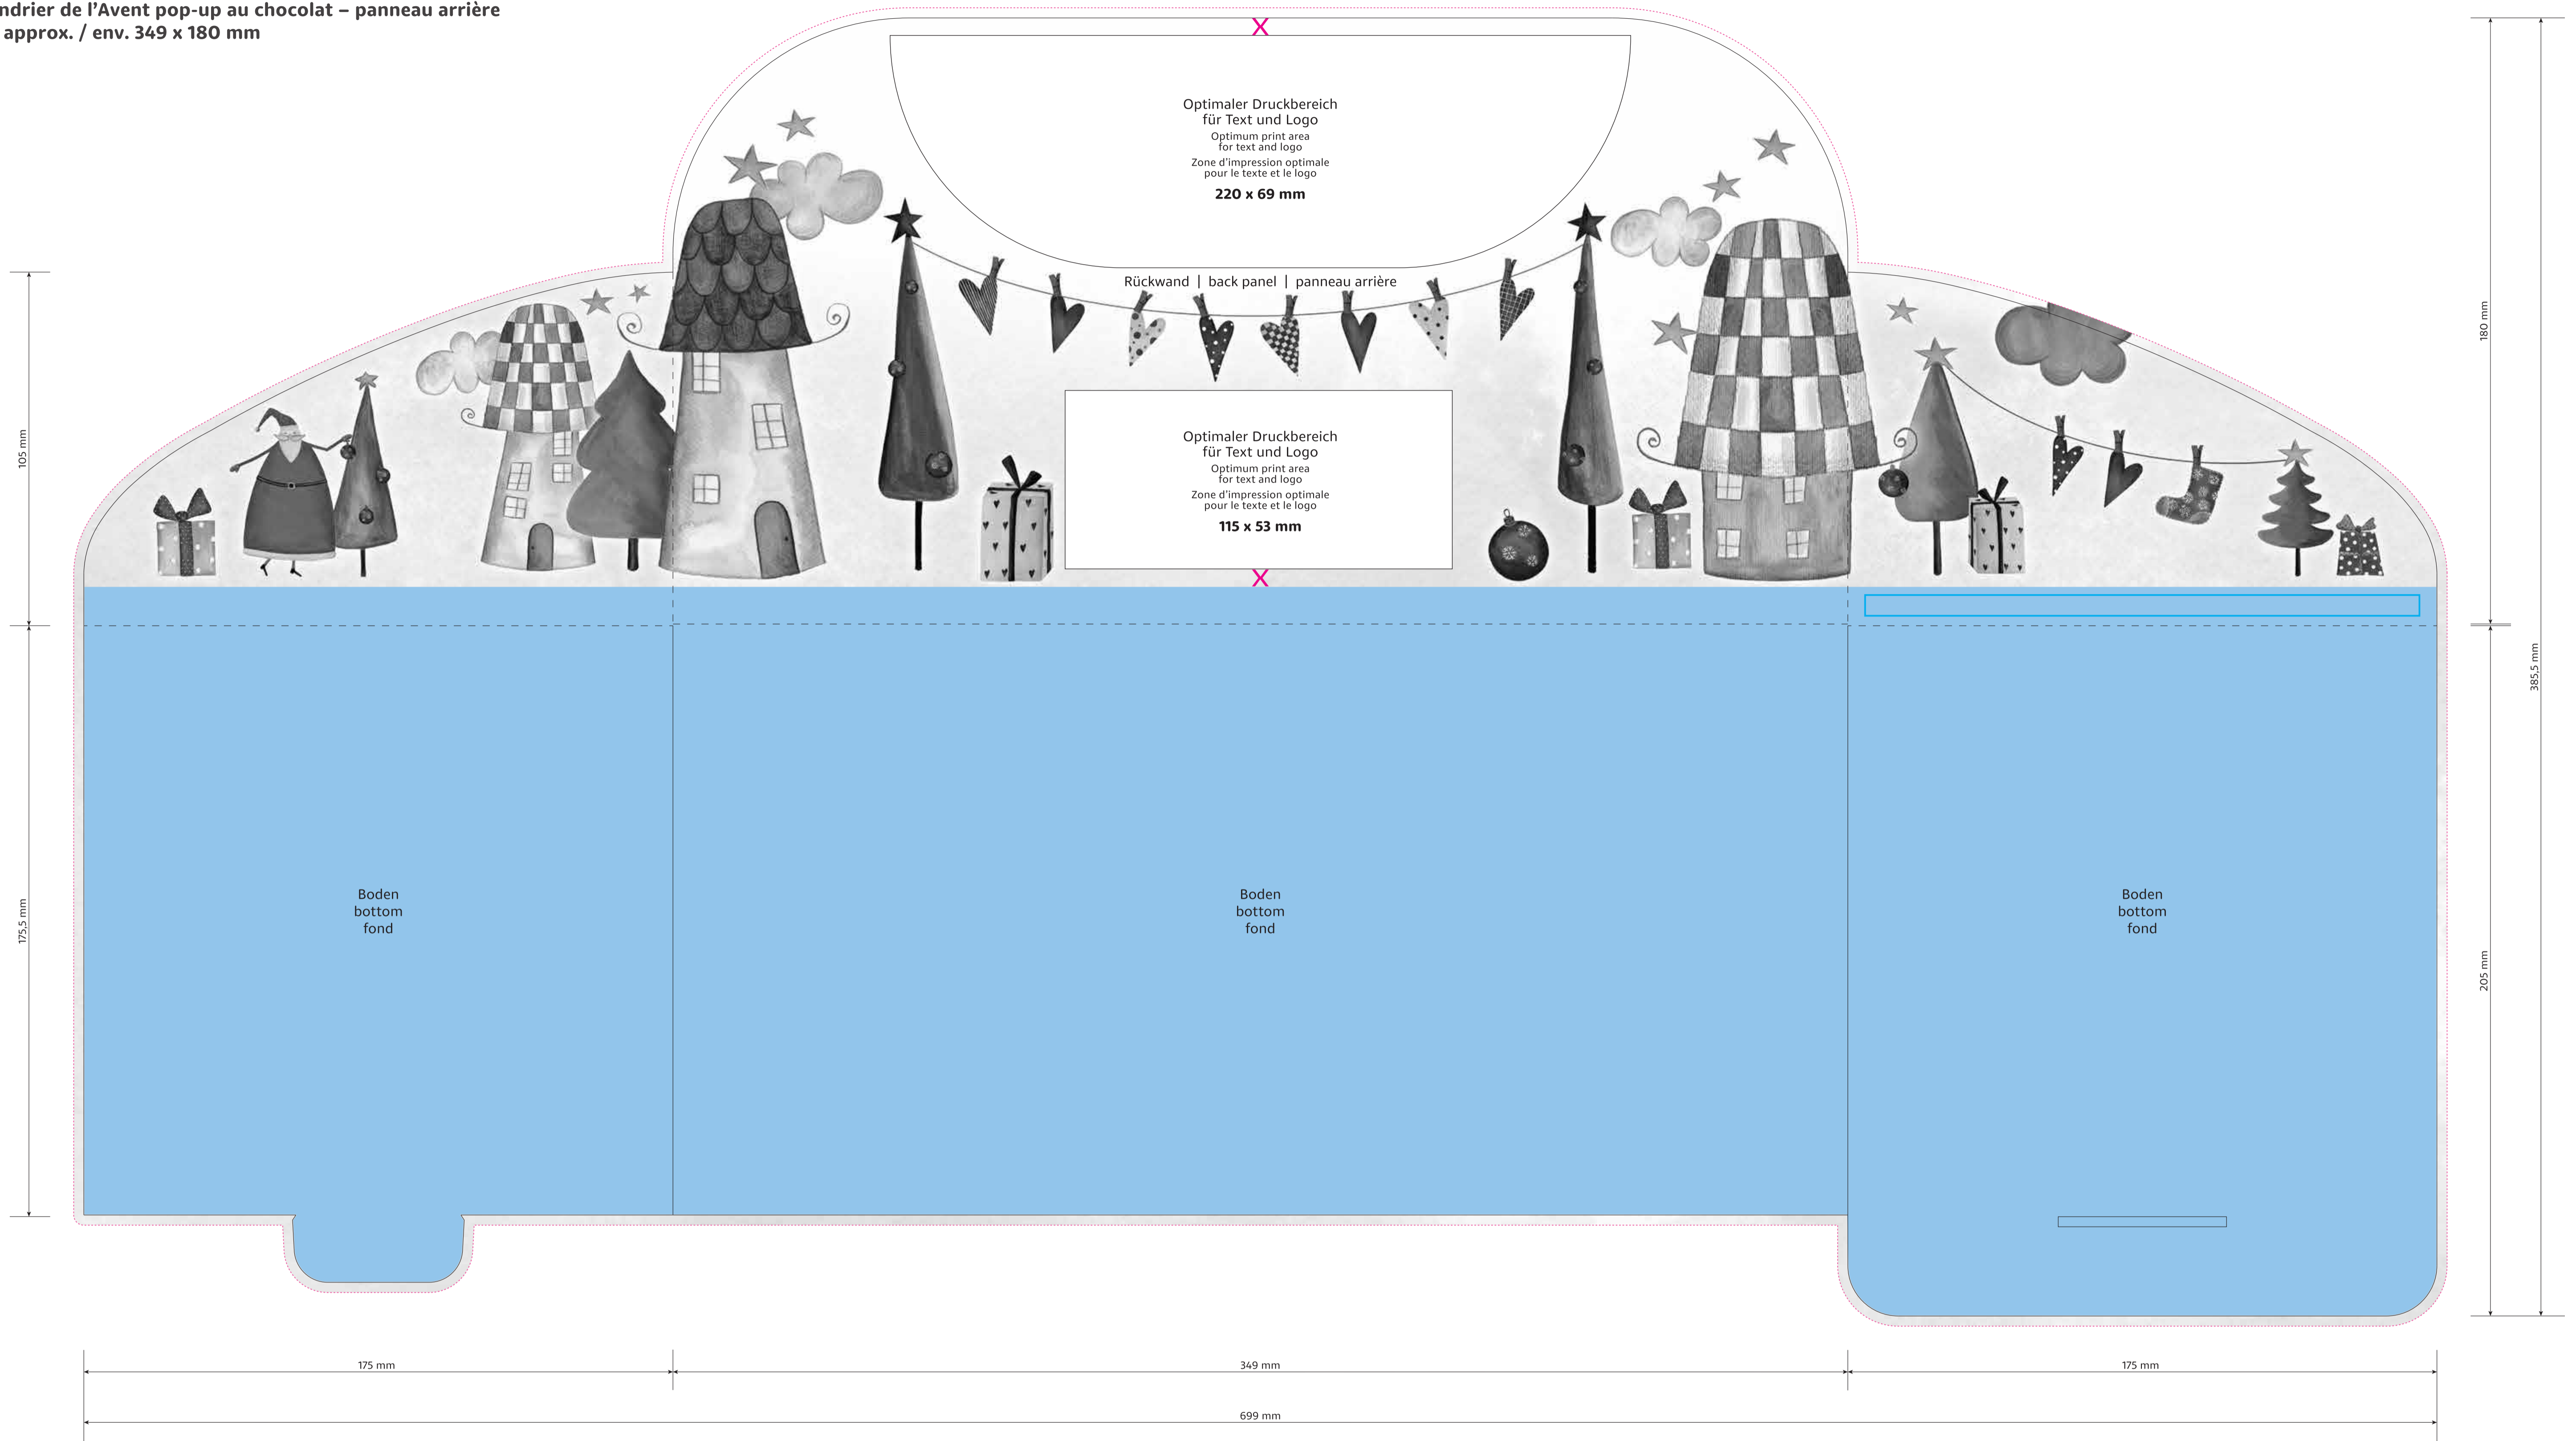 ndrier de l'Avent pop-up au chocolat – panneau arrière
approx. / env. 349 x 180 mm
X
Optimaler Druckbereich
für Text und Logo
Optimum print area
for text and logo
Zone d'impression optimale
pour le texte et le logo
220 x 69 mm
Rückwand | back panel | panneau arrière
Optimaler Druckbereich
für Text und Logo
Optimum print area
for text and logo
Zone d'impression optimale
pour le texte et le logo
115 x 53 mm
X
105 mm
180 mm
385,5 mm
175,5 mm
205 mm
Boden
bottom
fond
Boden
bottom
fond
Boden
bottom
fond
175 mm
349 mm
175 mm
699 mm